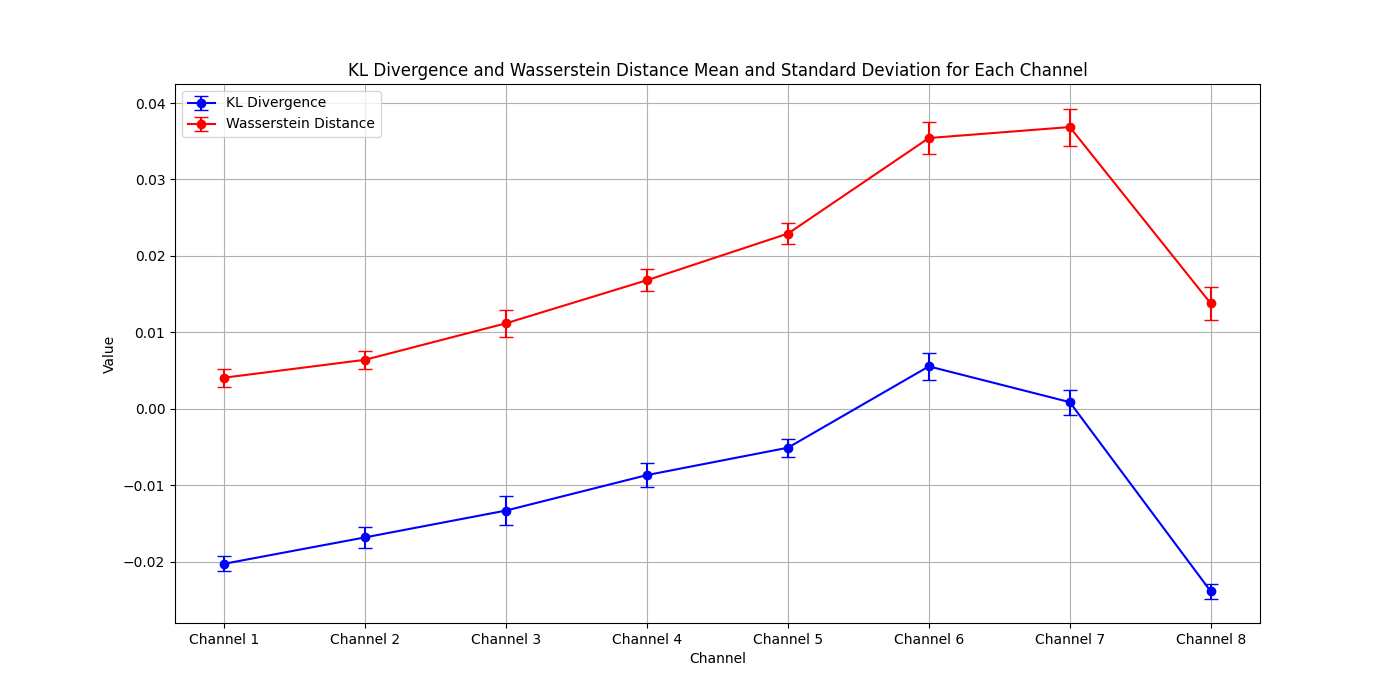 KL Divergence and Wasserstein Distance Mean and Standard Deviation for Each Channel
KL Divergence
Wasserstein Distance
0.04
0.03
0.02
0.01
0.00
−0.01
−0.02
Value
Channel 1
Channel 2
Channel 3
Channel 4
Channel 5
Channel 6
Channel 7
Channel 8
Channel